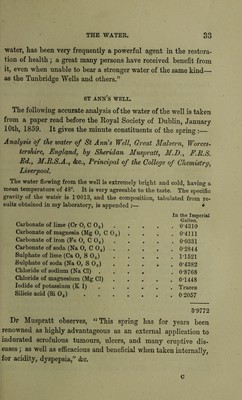 THE WATER. 33
water, has been very frequently a powerful agent in the restora-
tion of health; a great many persons have received benefit from
it, even when unable to bear a stronger water of the same kind—
as the Tunbridge Wells and others."
ST ANN'S WELL.
The following accurate analysis of the water of the well is taken
from a paper read before the Royal Society of Dublin, January
10th, 1859. It gives the minute constituents of the spring :—
Analysis of the water of St Ann's Well, Great Malvern, Worces-
tershire, England, by Sheridan Muspratt, M.D., F.R.S.
Ed., M.R.S.A., &c., Principal of the College of Chemistry,
Liverpool.
The water flowing from the well is extremely bright and cold, having a
mean temperature of 48°. It is very agreeable to the taste. The specific
gravity of the water is 1·0013, and the composition, tabulated from re-
sults obtained in my laboratory, is appended :—
In the Imperial
Gallon.
Carbonate of lime (Cr O, C O₂) . . . . . 0·4310
Carbonate of magnesia (Mg O, C O₂) . . . . 0·4111
Carbonate of iron (Fe O, C O₂) . . . . . 0·0331
Carbonate of soda (Na O, C O₂) . . . . . 0·2844
Sulphate of lime (Ca O, S O₃) . . . . . 1·1521
Sulphate of soda (Na O, S O₃) . . . . . 0·4382
Chloride of sodium (Na Cl) . . . . . . 0·8768
Chloride of magnesium (Mg Cl) . . . . . 0·1448
Iodide of potassium (K I) . . . . . . Traces
Silicic acid (Si O₃) . . . . . . . 0·2057
3·9772
Dr Muspratt observes, "This spring has for years been
renowned as highly advantageous as an external application to
indurated scrofulous tumours, ulcers, and many eruptive dis-
eases; as well as efficacious and beneficial when taken internally,
for acidity, dyspepsia," &c.
C